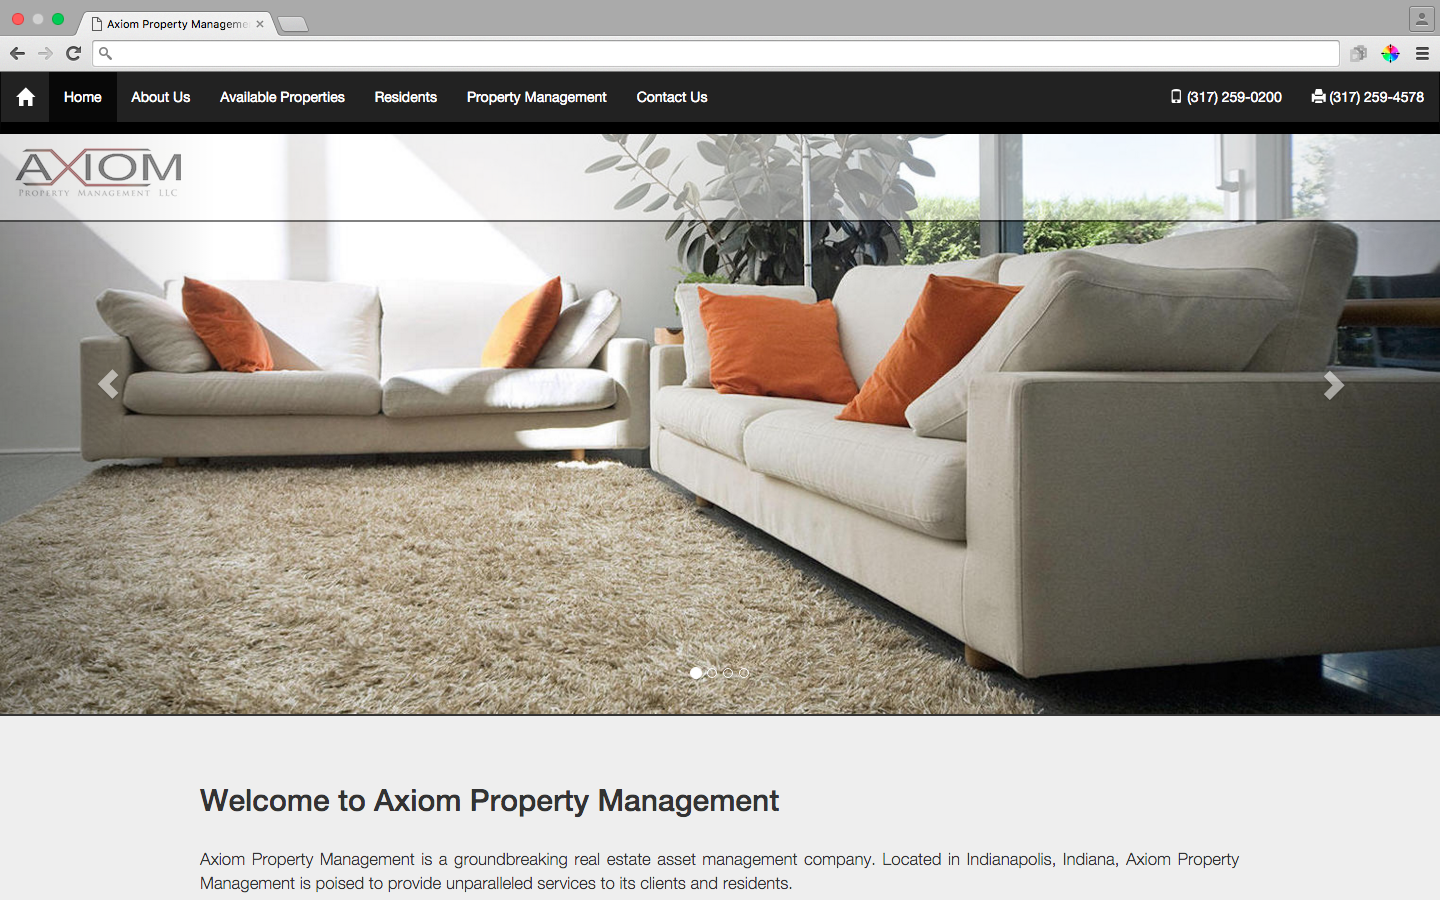 Axiom Property Manageme
Home About Us Available Properties Residents Property Management Contact Us (317) 259-0200 (317) 259-4578
AXIOM
PROPERTY MANAGEMENT LLC
Welcome to Axiom Property Management
Axiom Property Management is a groundbreaking real estate asset management company. Located in Indianapolis, Indiana, Axiom Property
Management is poised to provide unparalleled services to its clients and residents.